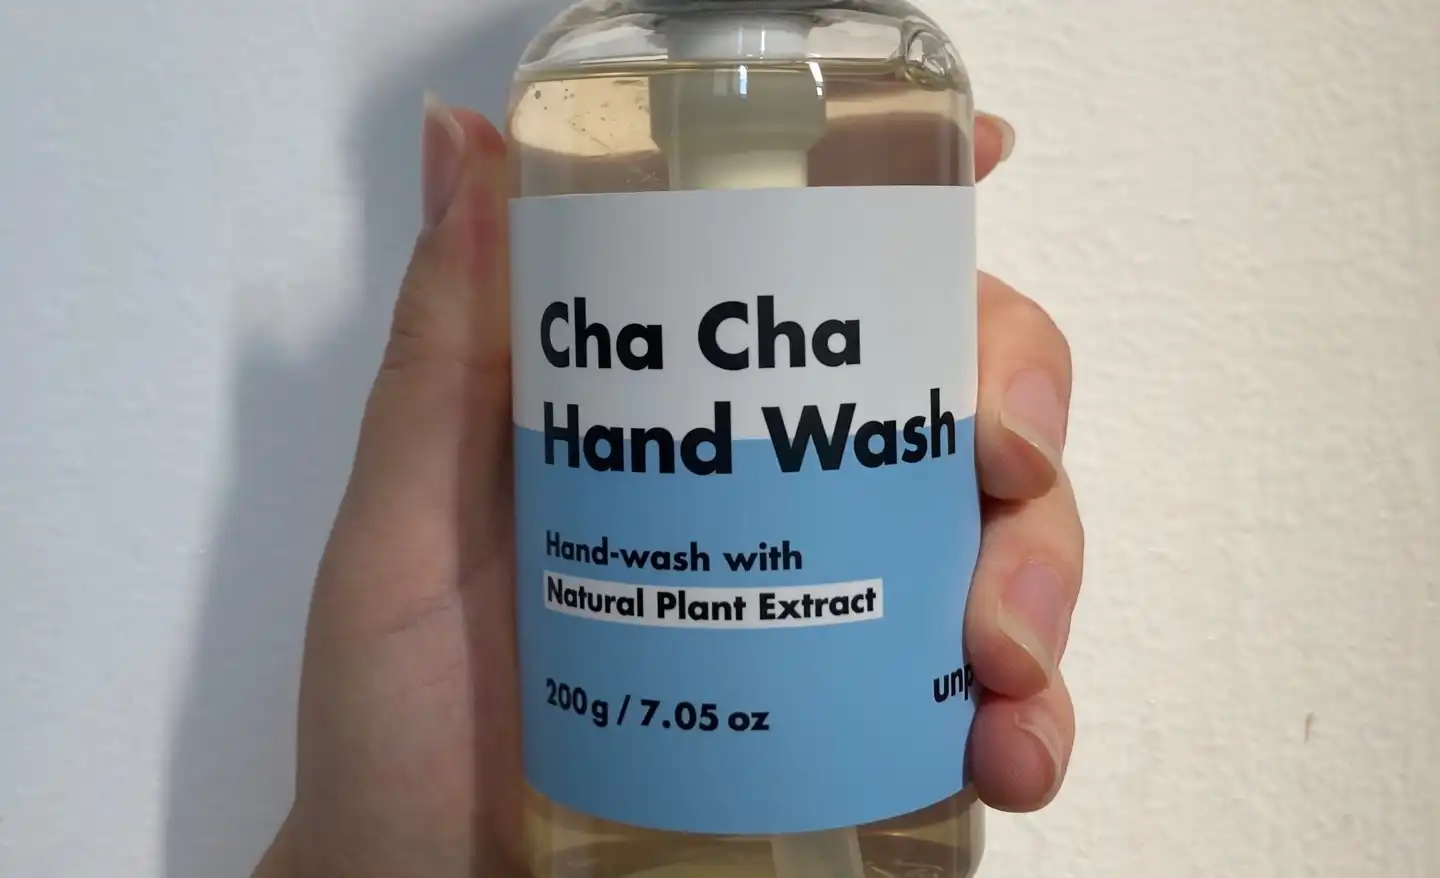 Cha Cha
Hand Wash
Hand-wash with
Natural Plant Extract
200g / 7.05 oz